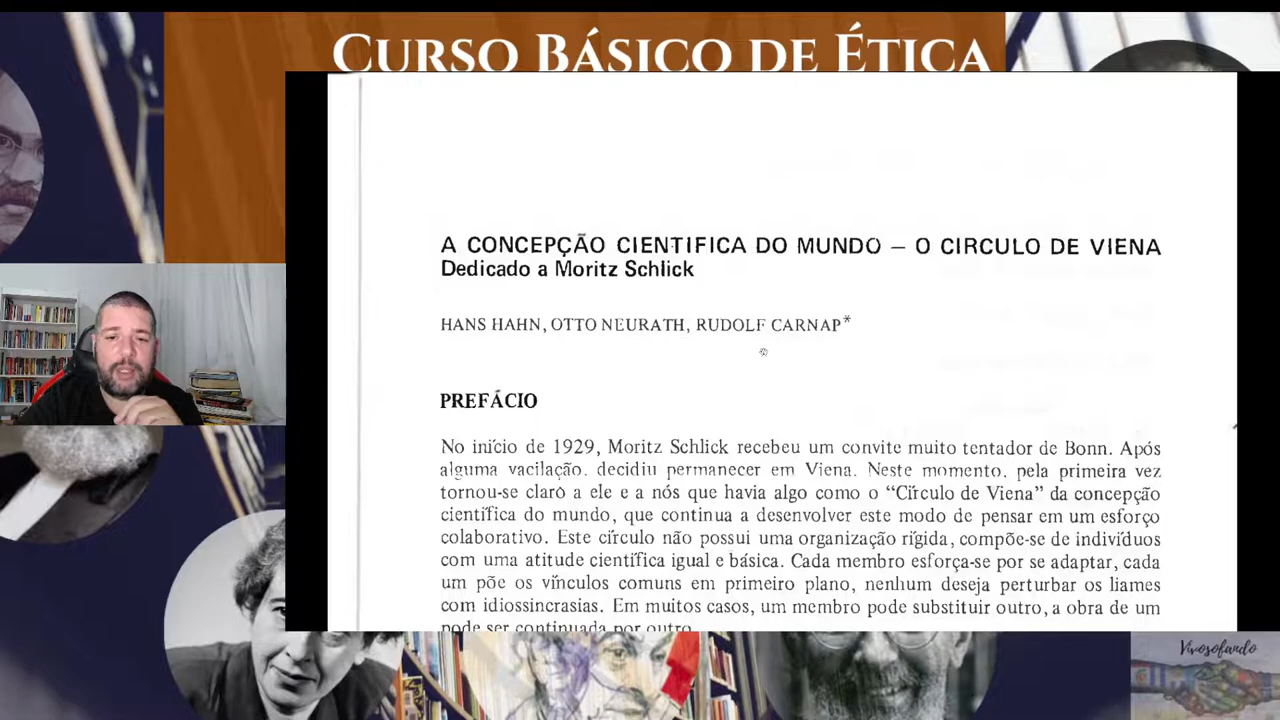 CURSO BÁSICO DE ÉTICA
A CONCEPÇÃO CIENTIFICA DO MUNDO – O CIRCULO DE VIENA
Dedicado a Moritz Schlick
HANS HAHN, OTTO NEURATH, RUDOLF CARNAP*
PREFÁCIO
No início de 1929, Moritz Schlick recebeu um convite muito tentador de Bonn. Após
alguma vacilação, decidiu permanecer em Viena. Neste momento, pela primeira vez
tornou-se claro a ele e a nós que havia algo como o “Círculo de Viena” da concepção
científica do mundo, que continua a desenvolver este modo de pensar em um esforço
colaborativo. Este círculo não possui uma organização rígida, compõe-se de indivíduos
com uma atitude científica igual e básica. Cada membro esforça-se por se adaptar, cada
um põe os vínculos comuns em primeiro plano, nenhum deseja perturbar os liames
com idiossincrasias. Em muitos casos, um membro pode substituir outro, a obra de um
pode ser continuada por outro.
Vivosofando